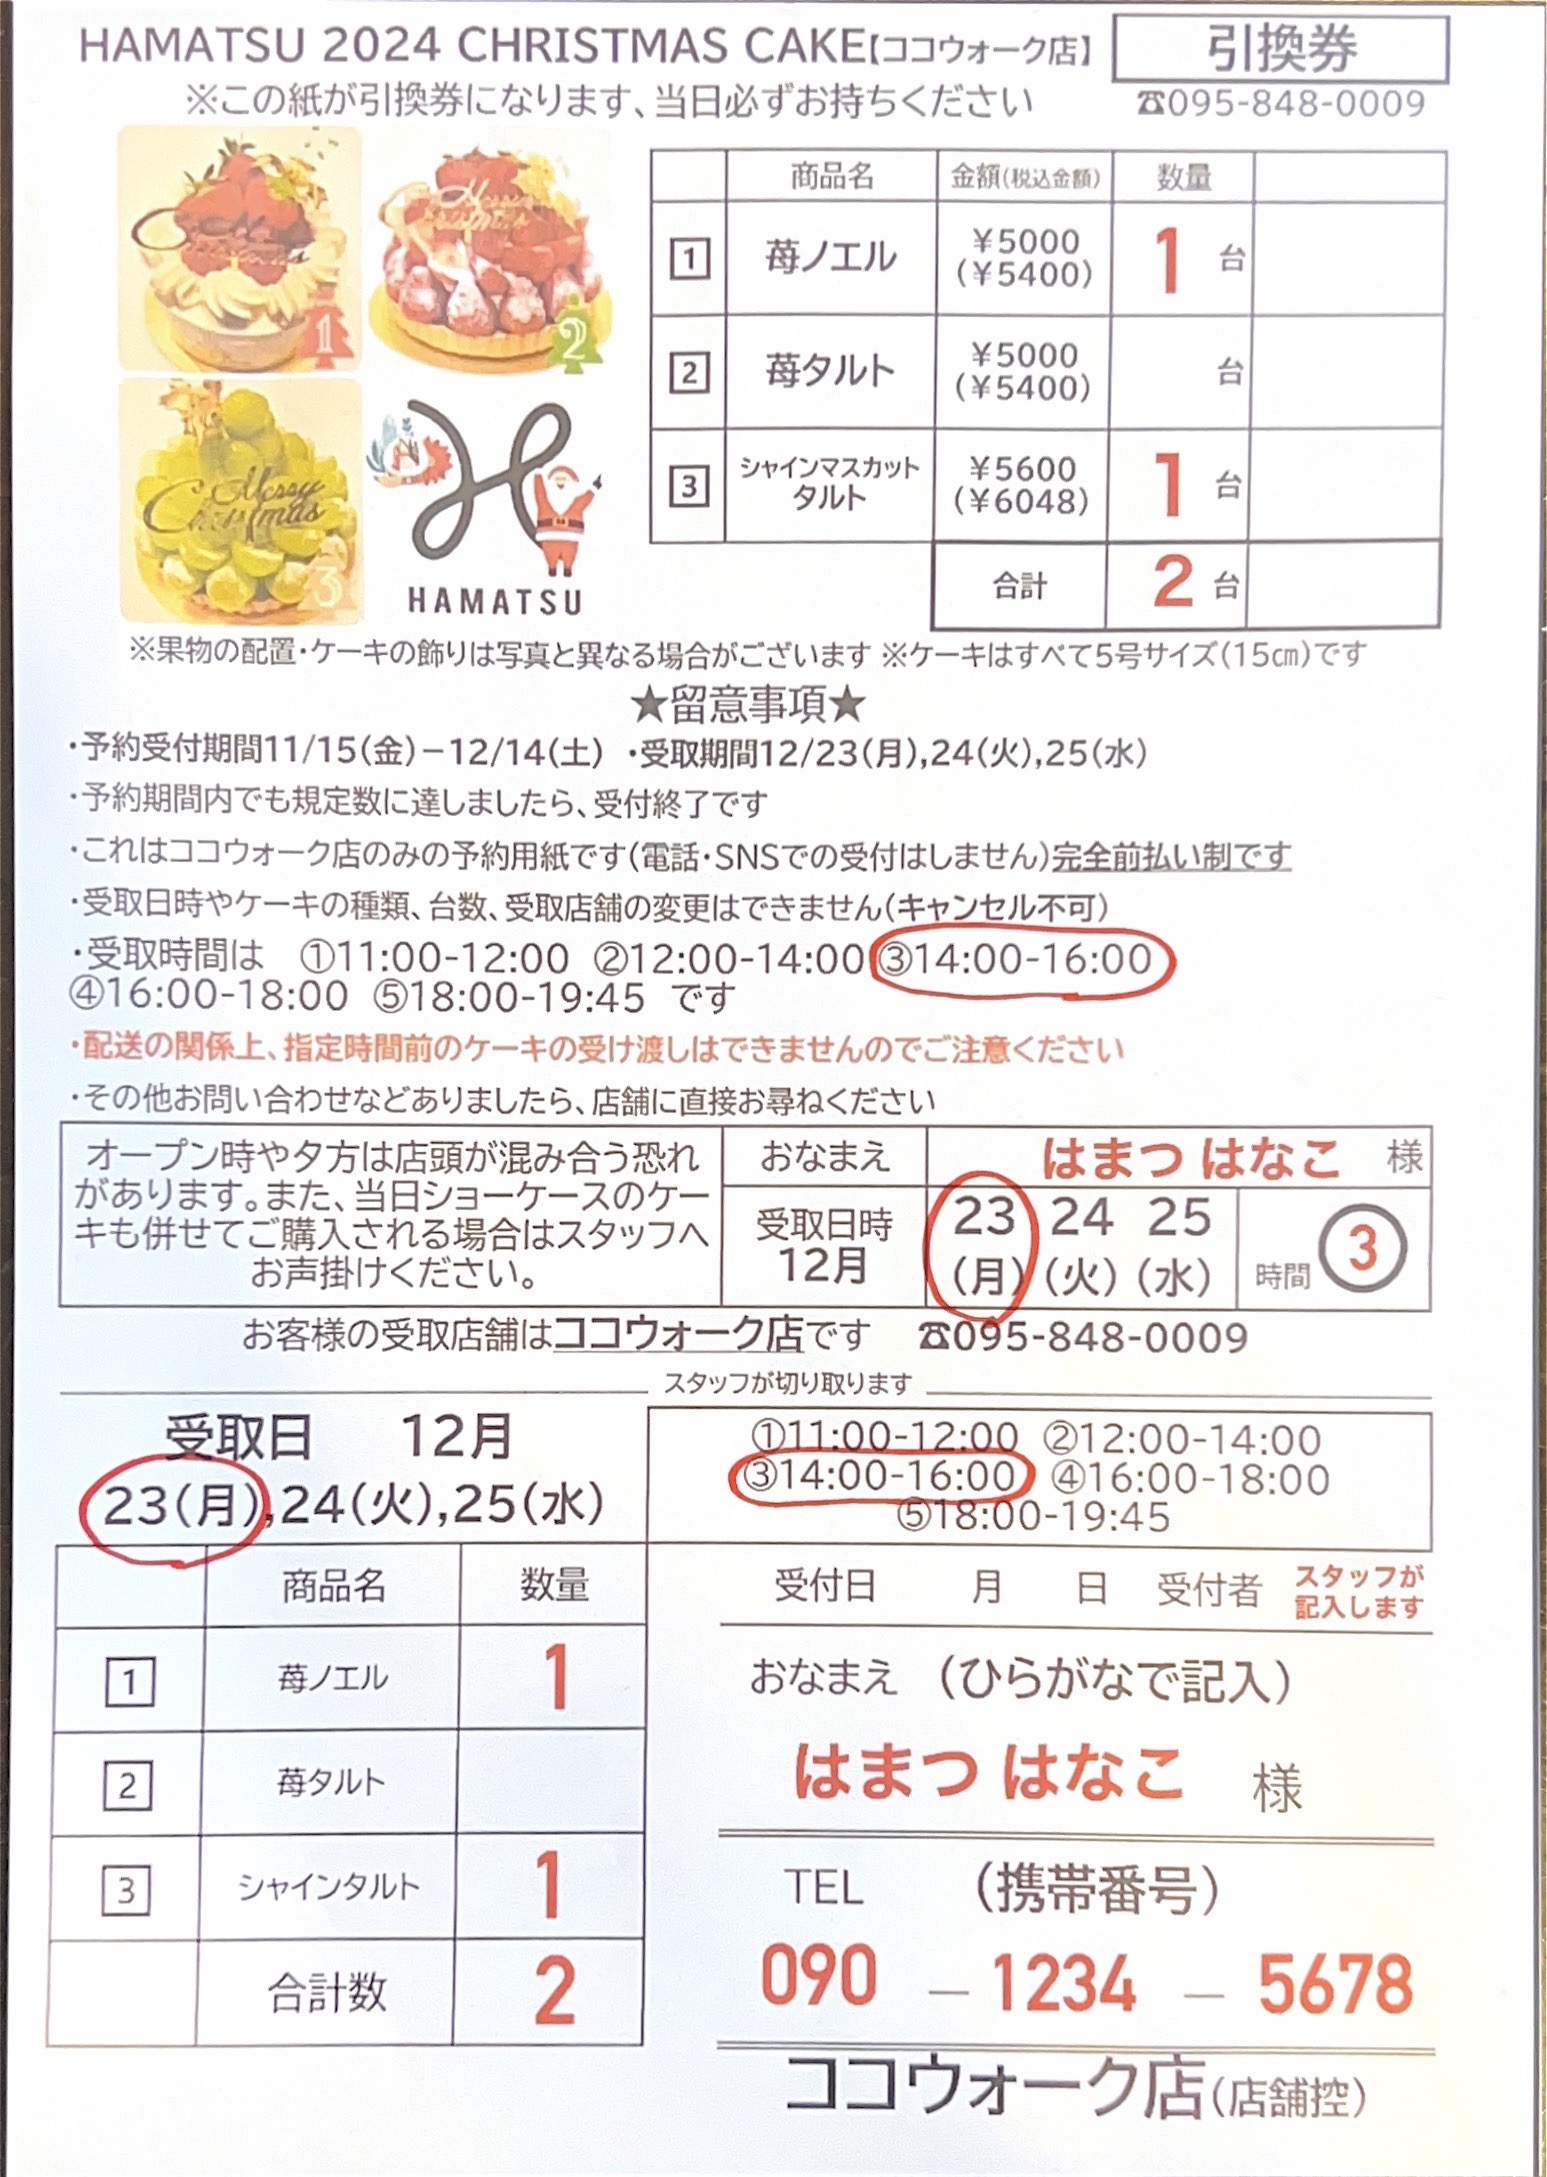 HAMATSU 2024 CHRISTMAS CAKE【ココウォーク店】
引換券
※この紙が引換券になります、当日必ずお持ちください
☎095-848-0009
商品名 金額(税込金額) 数量
1 苺ノエル ¥5000 (¥5400) 1 台
2 苺タルト ¥5000 (¥5400) 台
3 シャインマスカットタルト ¥5600 (¥6048) 1 台
合計 2 台
1
2
Merry Christmas
3
Merry Christmas
HAMATSU
※果物の配置・ケーキの飾りは写真と異なる場合がございます ※ケーキはすべて5号サイズ(15㎝)です
★留意事項★
・予約受付期間11/15(金)－12/14(土) ・受取期間12/23(月),24(火),25(水)
・予約期間内でも規定数に達しましたら、受付終了です
・これはココウォーク店のみの予約用紙です(電話・SNSでの受付はしません)完全前払い制です
・受取日時やケーキの種類、台数、受取店舗の変更はできません(キャンセル不可)
・受取時間は ①11:00-12:00 ②12:00-14:00 ③14:00-16:00
④16:00-18:00 ⑤18:00-19:45 です
・配送の関係上、指定時間前のケーキの受け渡しはできませんのでご注意ください
・その他お問い合わせなどありましたら、店舗に直接お尋ねください
オープン時や夕方は店頭が混み合う恐れ
があります。また、当日ショーケースのケー
キも併せてご購入される場合はスタッフへ
お声掛けください。
おなまえ はまつ はなこ 様
受取日時
12月
23 24 25
(月) (火) (水)
時間 3
お客様の受取店舗はココウォーク店です ☎095-848-0009
スタッフが切り取ります
受取日 12月
23(月),24(火),25(水)
①11:00-12:00 ②12:00-14:00
③14:00-16:00 ④16:00-18:00
⑤18:00-19:45
商品名 数量
1 苺ノエル 1
2 苺タルト
3 シャインタルト 1
合計数 2
受付日 月 日 受付者 スタッフが
記入します
おなまえ (ひらがなで記入)
はまつ はなこ 様
TEL (携帯番号)
090 － 1234 － 5678
ココウォーク店(店舗控)